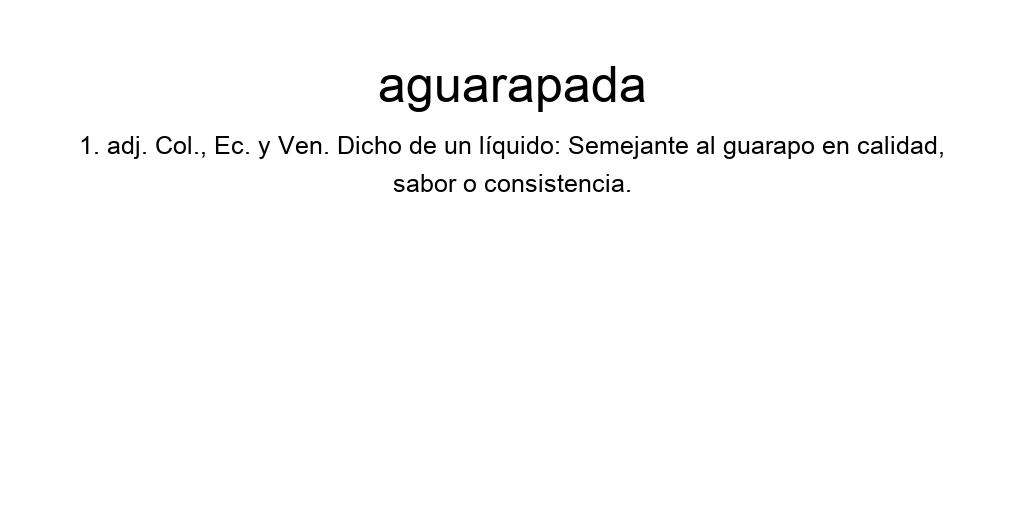 aguarapada
1. adj. Col., Ec. y Ven. Dicho de un líquido: Semejante al guarapo en calidad,
sabor o consistencia.